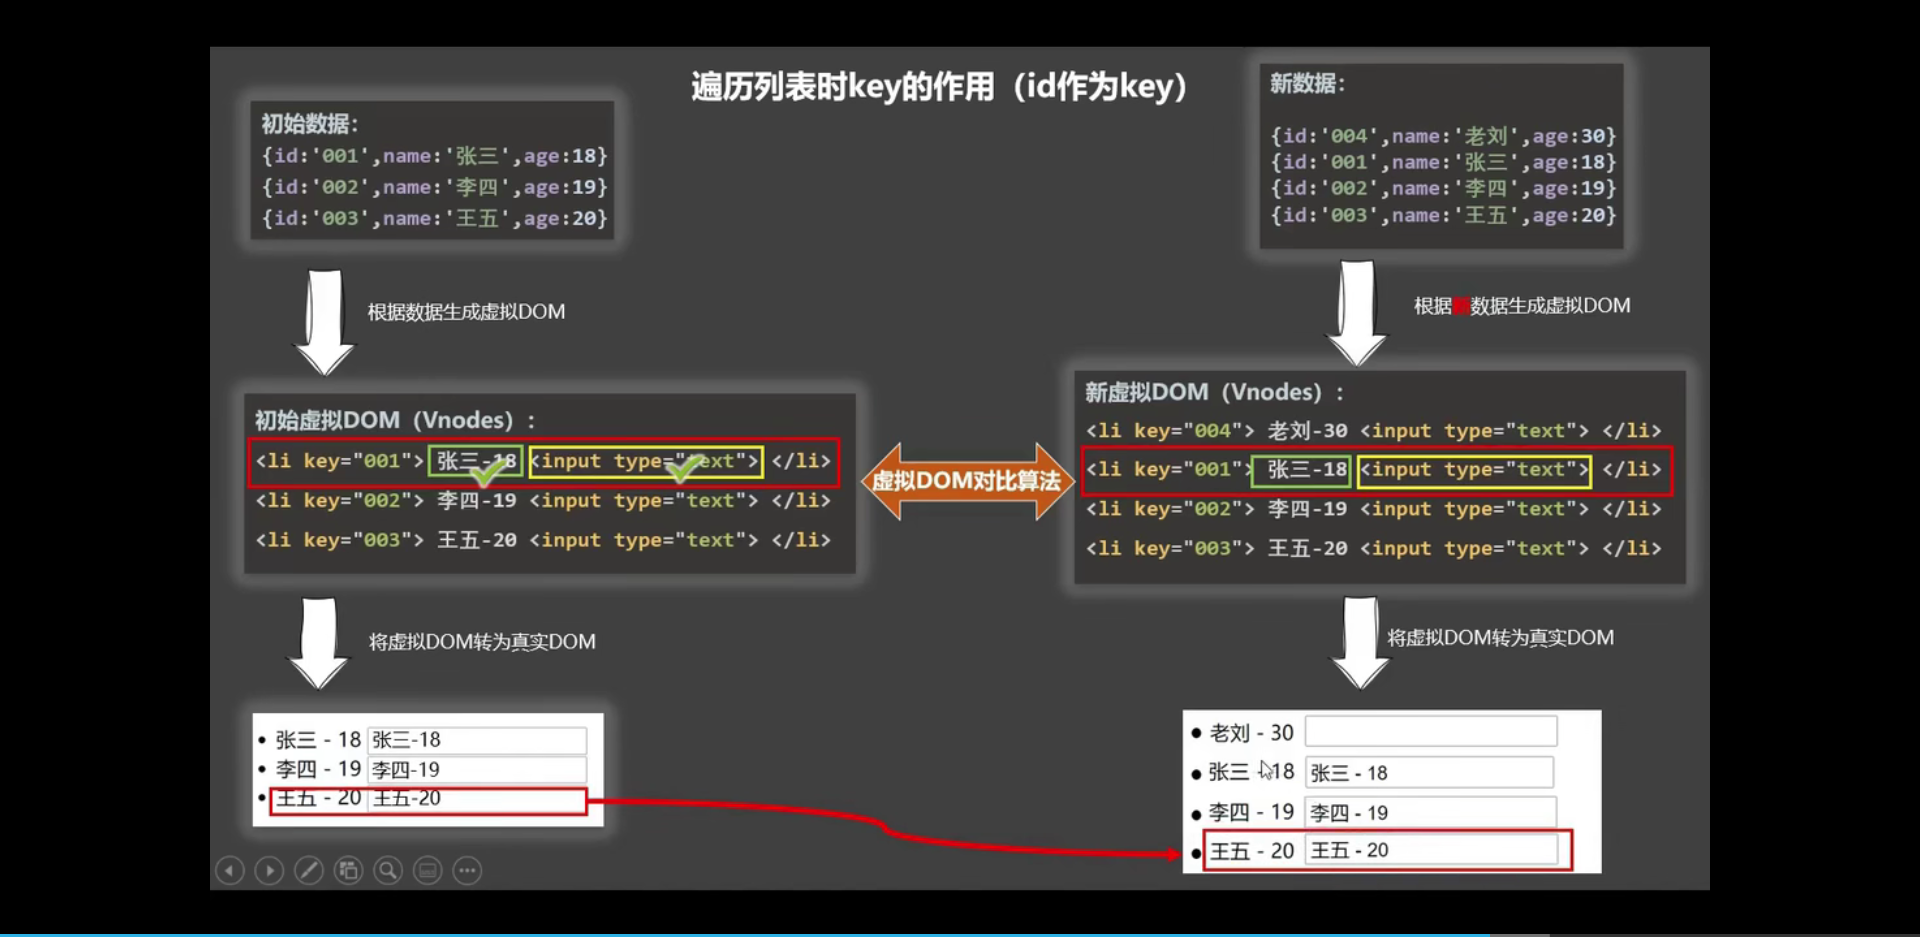 遍历列表时key的作用（id作为key）
初始数据：
{id:'001',name:'张三',age:18}
{id:'002',name:'李四',age:19}
{id:'003',name:'王五',age:20}
新数据：
{id:'004',name:'老刘',age:30}
{id:'001',name:'张三',age:18}
{id:'002',name:'李四',age:19}
{id:'003',name:'王五',age:20}
根据数据生成虚拟DOM
根据新数据生成虚拟DOM
初始虚拟DOM（Vnodes）：
<li key="001"> 张三-18 <input type="text"> </li>
<li key="002"> 李四-19 <input type="text"> </li>
<li key="003"> 王五-20 <input type="text"> </li>
虚拟DOM对比算法
新虚拟DOM（Vnodes）：
<li key="004"> 老刘-30 <input type="text"> </li>
<li key="001"> 张三-18 <input type="text"> </li>
<li key="002"> 李四-19 <input type="text"> </li>
<li key="003"> 王五-20 <input type="text"> </li>
将虚拟DOM转为真实DOM
将虚拟DOM转为真实DOM
张三 - 18 张三-18
李四 - 19 李四-19
王五 - 20 王五-20
老刘 - 30
张三 - 18 张三 - 18
李四 - 19 李四 - 19
王五 - 20 王五 - 20